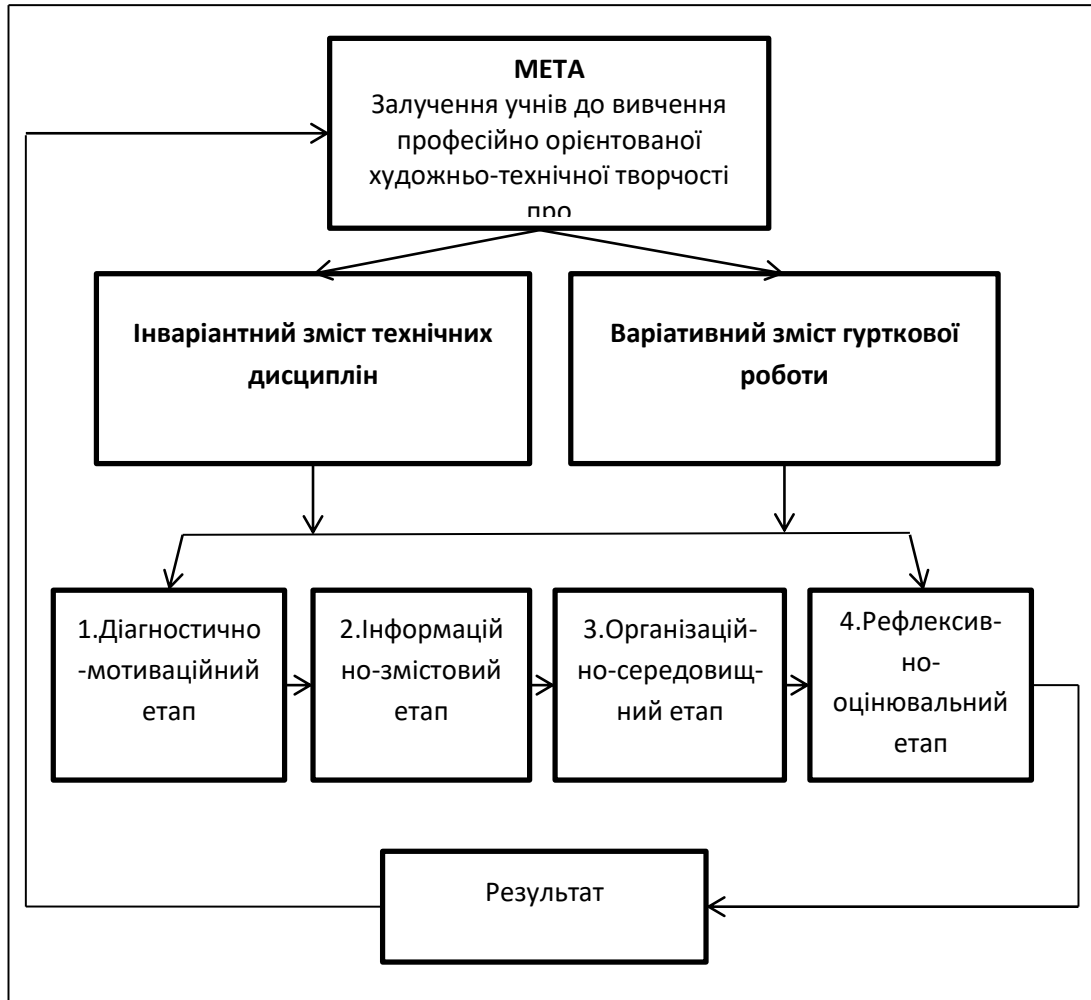 МЕТА
Залучення учнів до вивчення
професійно орієнтованої
художньо-технічної творчості
про
Інваріантний зміст технічних
дисциплін
Варіативний зміст гурткової
роботи
1.Діагностично
-мотиваційний
етап
2.Інформацій
но-змістовий
етап
3.Організацій-
но-середовищ-
ний етап
4.Рефлексив-
но-
оцінювальний
етап
Результат